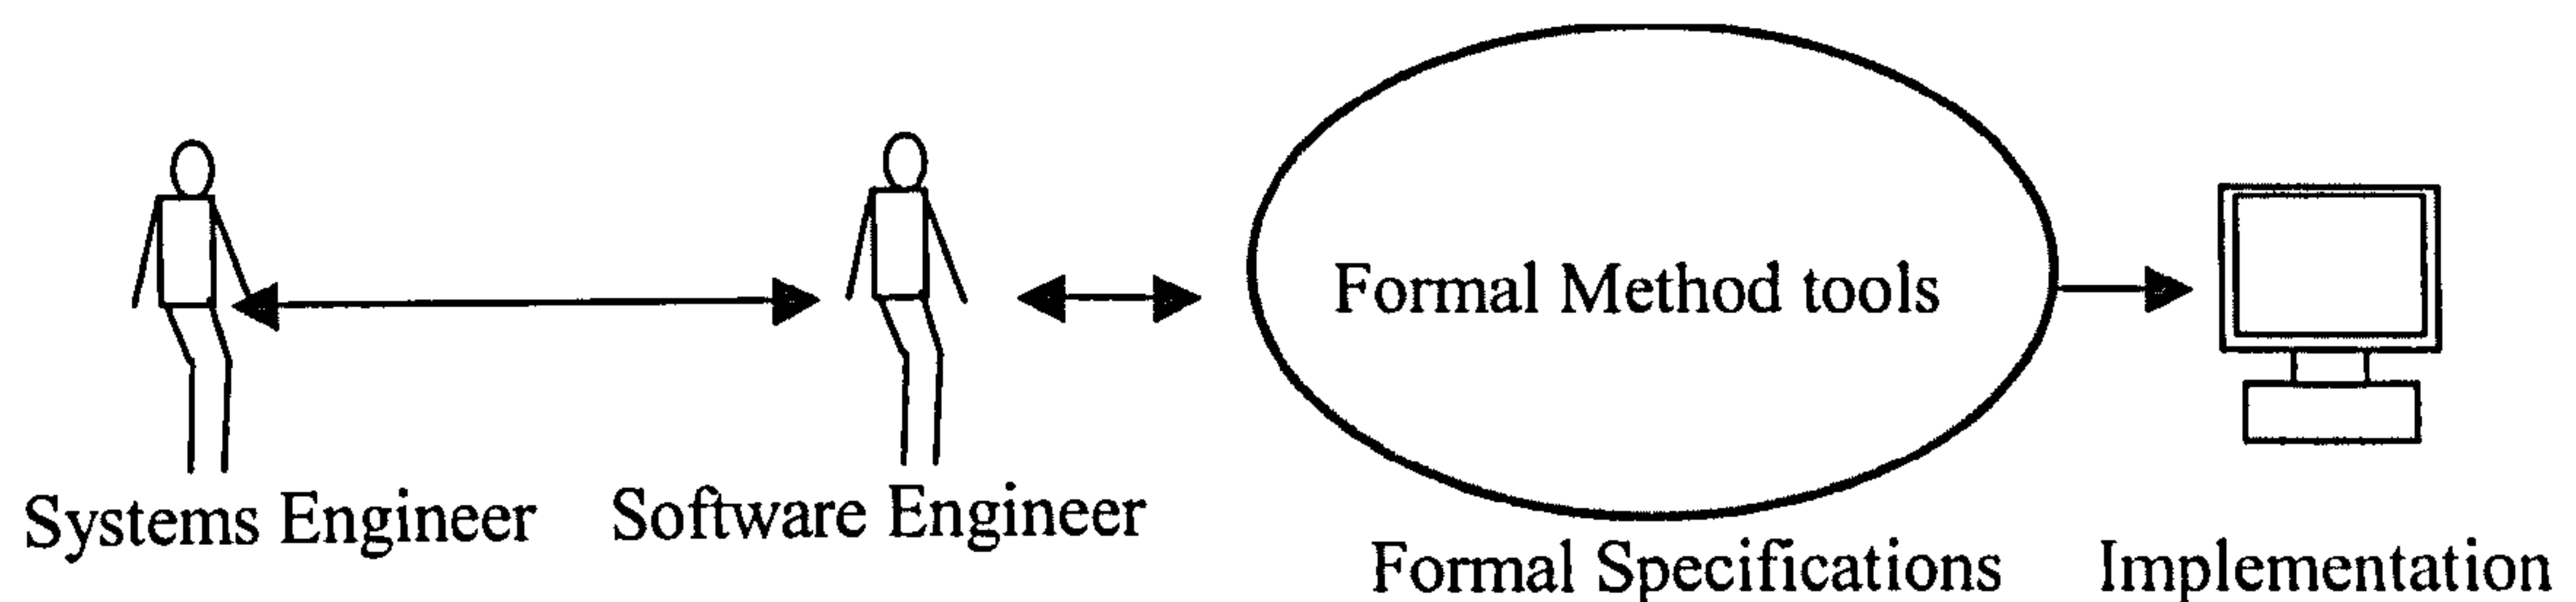 Formal Method tools
Systems Engineer
Software Engineer
Formal Specifications
Implementation